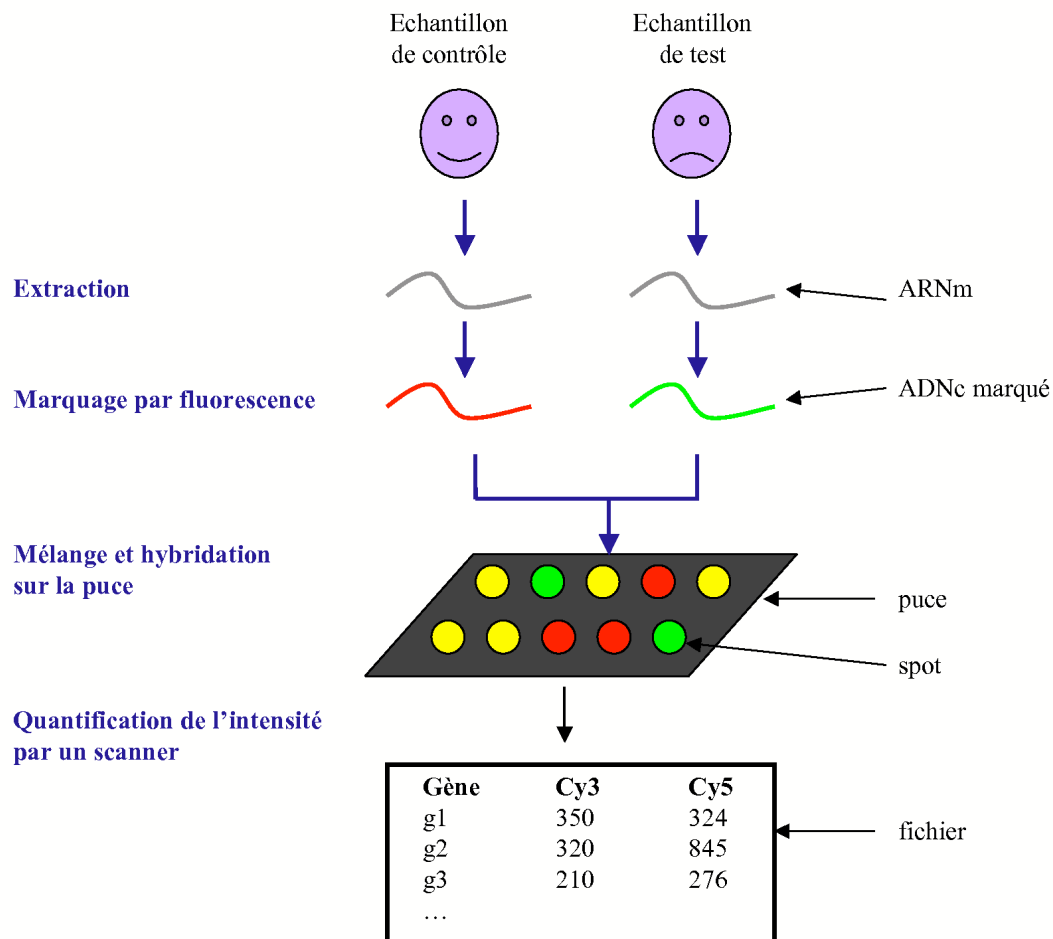 Echantillon
de contrôle
Echantillon
de test
Extraction
ARNm
Marquage par fluorescence
ADNc marqué
Mélange et hybridation
sur la puce
puce
spot
Quantification de l’intensité
par un scanner
Gène Cy3 Cy5
g1 350 324
g2 320 845
g3 210 276
…
fichier